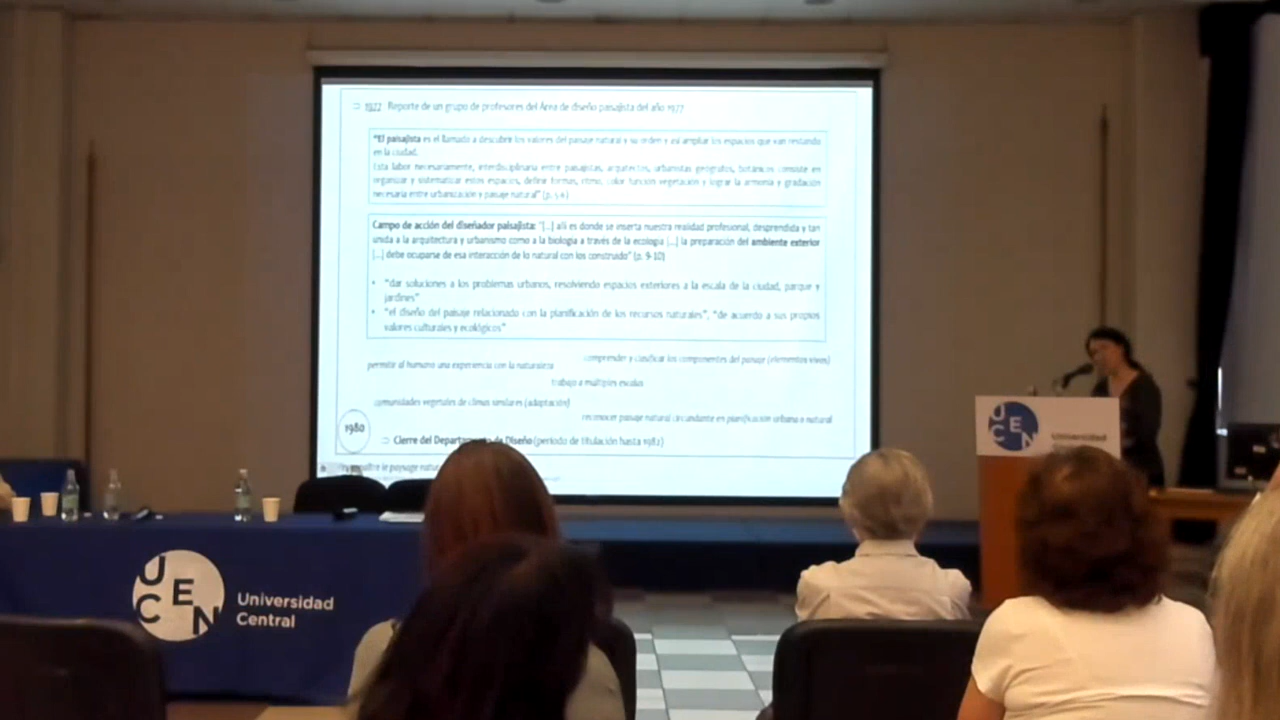 ⊃ 1977 Reporte de un grupo de profesores del Área de diseño paisajista del año 1977
"El paisajista es el llamado a descubrir los valores del paisaje natural y su orden y así ampliar los espacios que van restando
en la ciudad.
Esta labor necesariamente, interdisciplinaria entre paisajistas, arquitectos, urbanistas geógrafos, botánicos consiste en
organizar y sistematizar estos espacios, definir formas, ritmo, color función vegetación y lograr la armonía y gradación
necesaria entre urbanización y paisaje natural" (p.
Campo de acción del diseñador paisajista: "[...] allí es donde se inserta nuestra realidad profesional, desprendida y tan
unida a la arquitectura y urbanismo como a la biología a través de la ecología [...] la preparación del ambiente exterior
[...] debe ocuparse de esa interacción de lo natural con los construido" (p. 9-10)
• "dar soluciones a los problemas urbanos, resolviendo espacios exteriores a la escala de la ciudad, parque y
jardines"
• "el diseño del paisaje relacionado con la planificación de los recursos naturales", "de acuerdo a sus propios
valores culturales y ecológicos"
comprender y clasificar los componentes del paisaje (elementos vivos)
permitir al humano una experiencia con la naturaleza
trabajo a múltiples escalas
comunidades vegetales de climas similares (adaptación)
reconocer paisaje natural circundante en planificación urbana o natural
1980
⊃ Cierre del Departamento de Diseño (periodo de titulación hasta 1982)
le paysage
UCEN
Universidad
UCEN
Universidad
Central